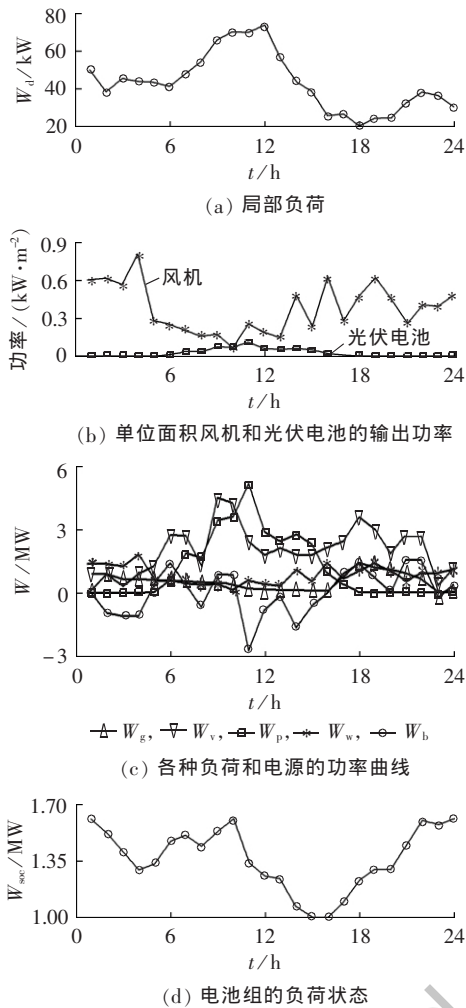 80
60
40
20
W_d/kW
0 6 12 18 24
t/h
(a) 局部负荷
0.9
0.6
0.3
0
功率/(kW·m⁻²)
风机
光伏电池
0 6 12 18 24
t/h
(b) 单位面积风机和光伏电池的输出功率
6
3
0
−3
W/MW
0 6 12 18 24
t/h
W_g, W_v, W_p, W_w, W_b
(c) 各种负荷和电源的功率曲线
1.70
1.35
1.00
W_soc/MW
0 6 12 18 24
t/h
(d) 电池组的负荷状态